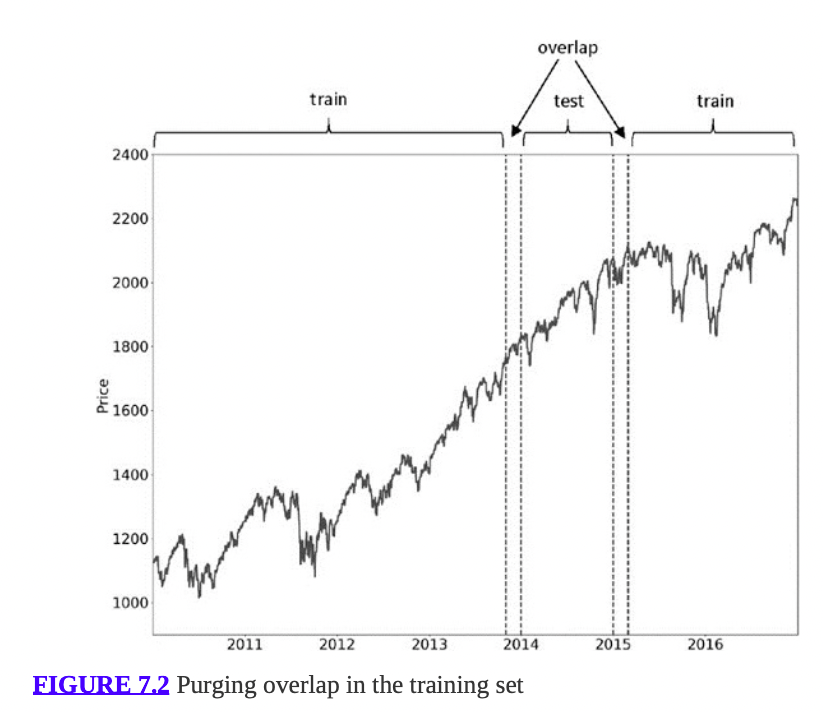 overlap
train
test
train
2400
2200
2000
1800
1600
1400
1200
1000
Price
2011 2012 2013 2014 2015 2016
FIGURE 7.2 Purging overlap in the training set